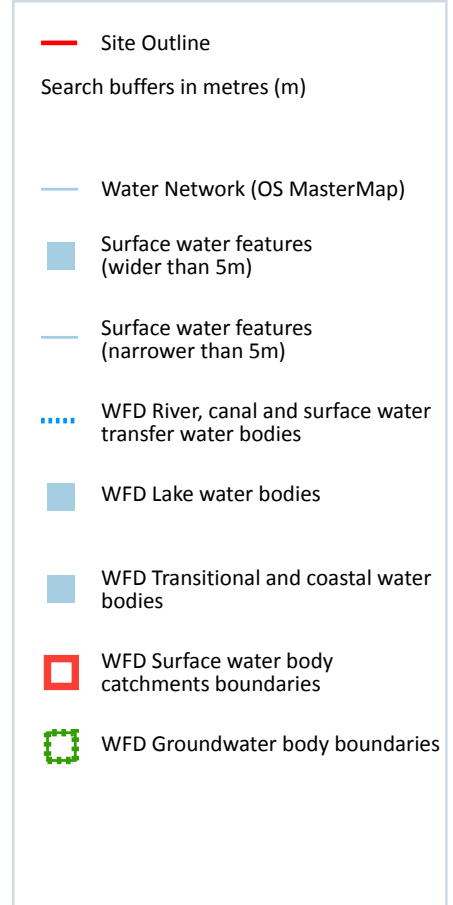 Site Outline
Search buffers in metres (m)
Water Network (OS MasterMap)
Surface water features
(wider than 5m)
Surface water features
(narrower than 5m)
WFD River, canal and surface water
transfer water bodies
WFD Lake water bodies
WFD Transitional and coastal water
bodies
WFD Surface water body
catchments boundaries
WFD Groundwater body boundaries